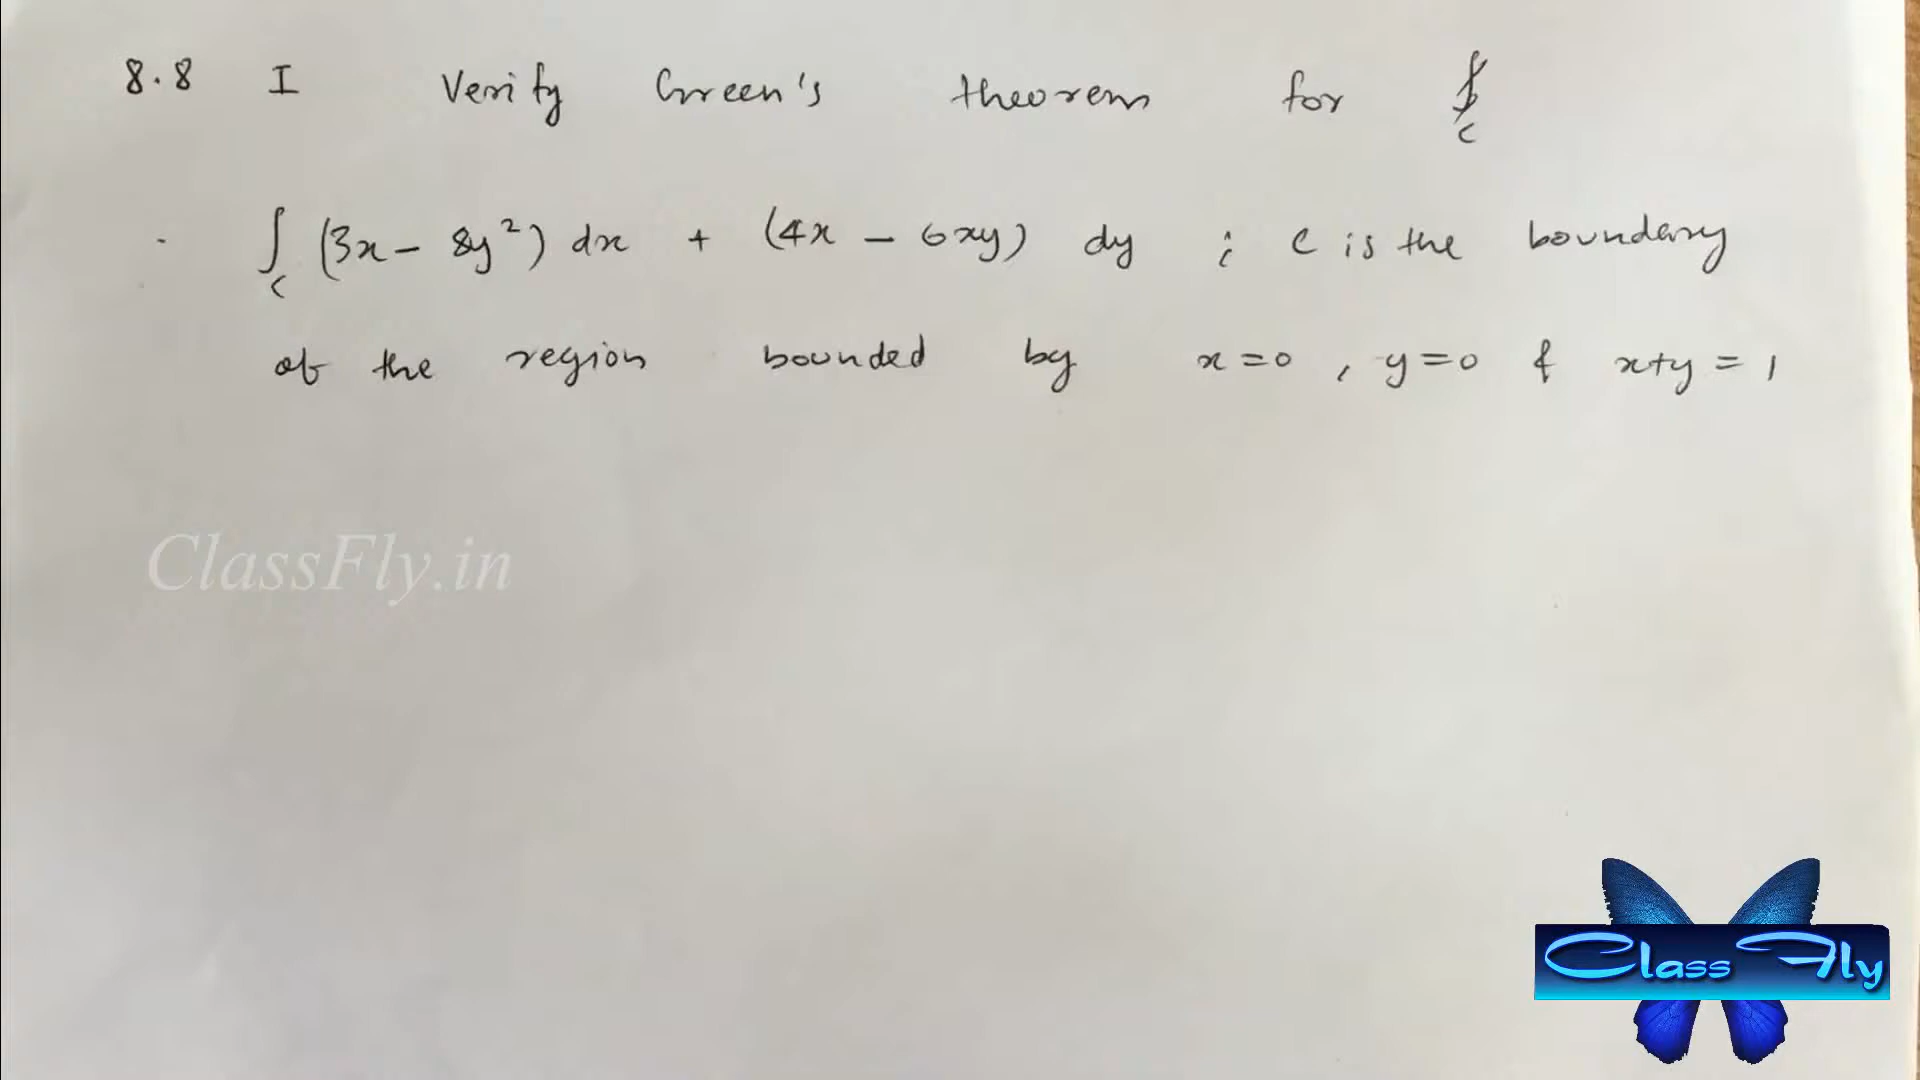 8.8 I Verify Green's theorem for
∫c (3x - 8y²) dx + (4x - 6xy) dy ; C is the boundary
of the region bounded by x=0, y=0 & x+y = 1
ClassFly.in
Class Fly